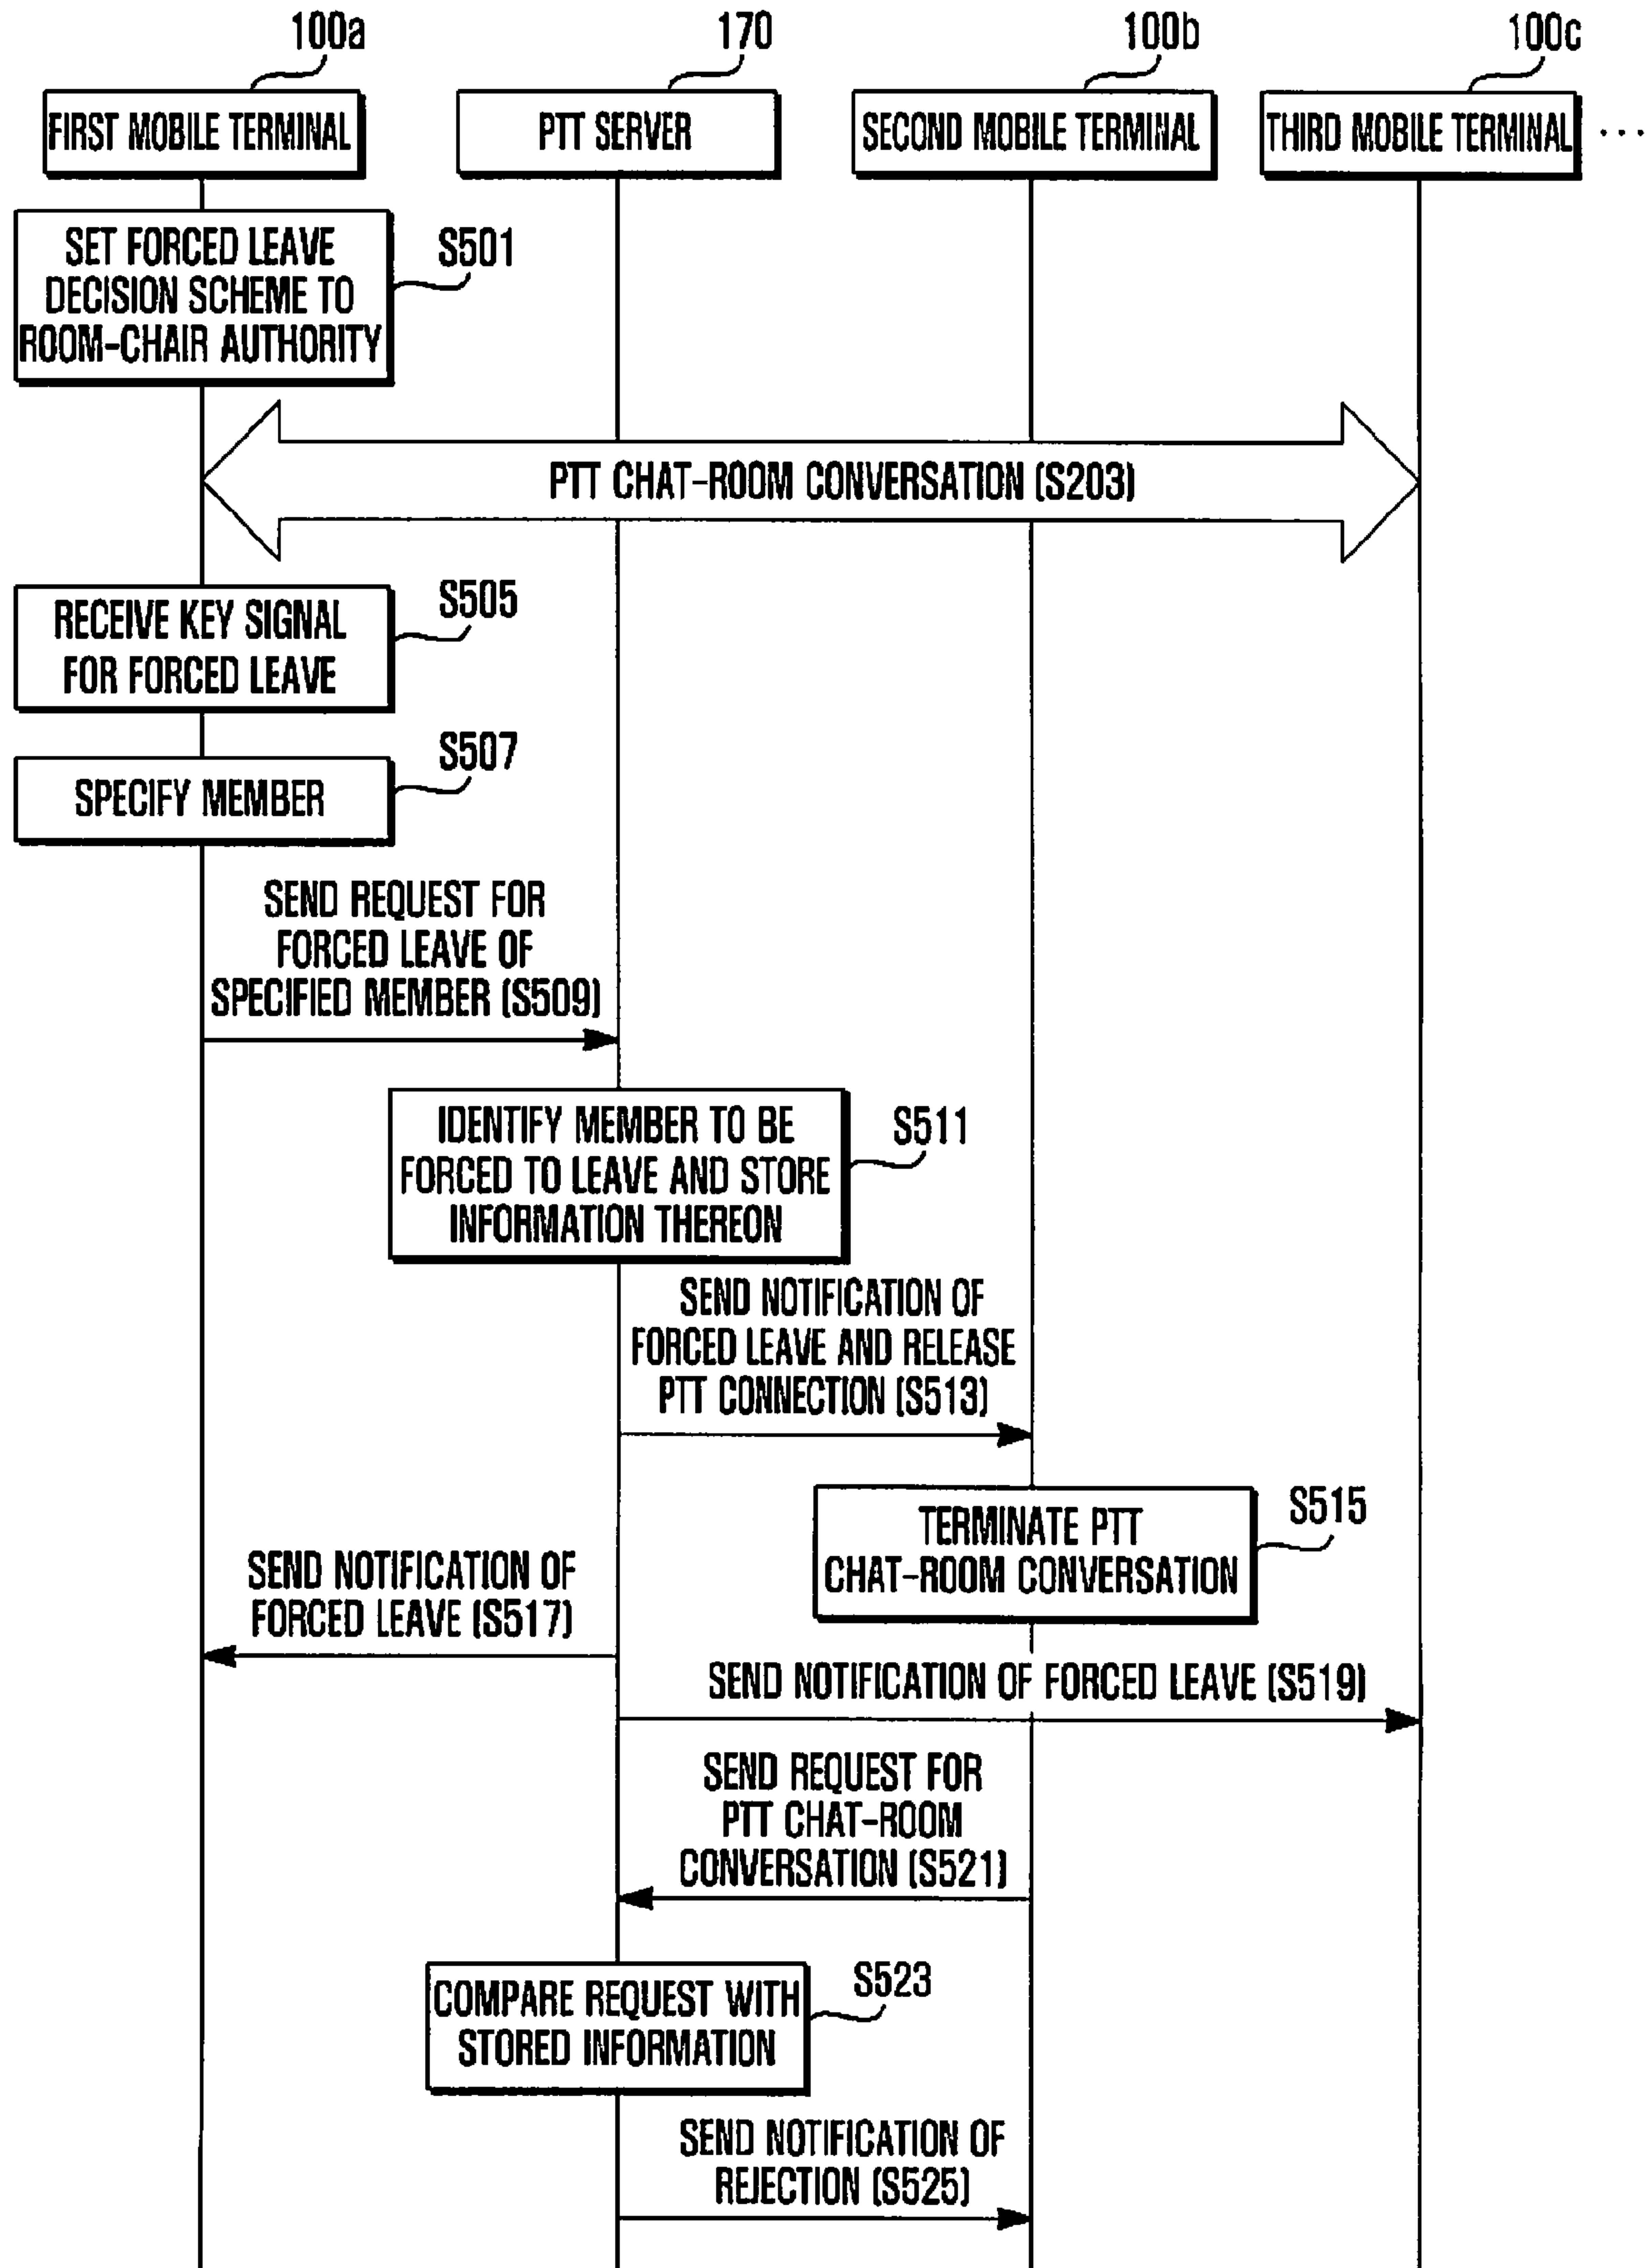 100a
170
100b
100c
FIRST MOBILE TERMINAL
PTT SERVER
SECOND MOBILE TERMINAL
THIRD MOBILE TERMINAL
...
SET FORCED LEAVE
DECISION SCHEME TO
ROOM-CHAIR AUTHORITY
S501
PTT CHAT-ROOM CONVERSATION (S203)
RECEIVE KEY SIGNAL
FOR FORCED LEAVE
S505
SPECIFY MEMBER
S507
SEND REQUEST FOR
FORCED LEAVE OF
SPECIFIED MEMBER (S509)
IDENTIFY MEMBER TO BE
FORCED TO LEAVE AND STORE
INFORMATION THEREON
S511
SEND NOTIFICATION OF
FORCED LEAVE AND RELEASE
PTT CONNECTION (S513)
TERMINATE PTT
CHAT-ROOM CONVERSATION
S515
SEND NOTIFICATION OF
FORCED LEAVE (S517)
SEND NOTIFICATION OF FORCED LEAVE (S519)
SEND REQUEST FOR
PTT CHAT-ROOM
CONVERSATION (S521)
COMPARE REQUEST WITH
STORED INFORMATION
S523
SEND NOTIFICATION OF
REJECTION (S525)